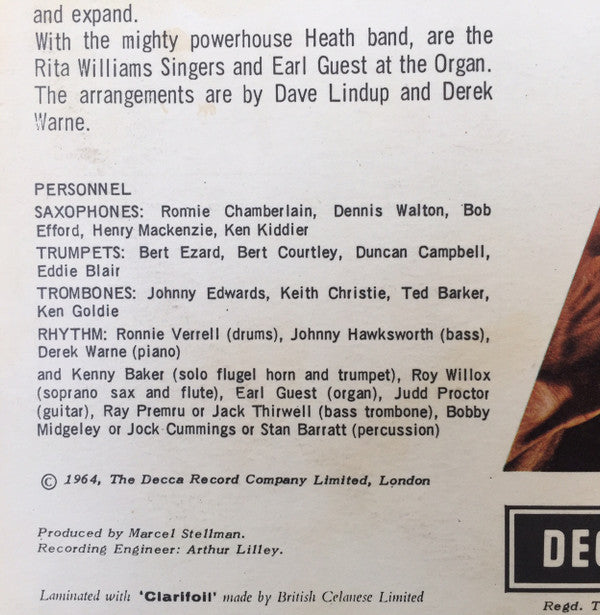 and expand.
With the mighty powerhouse Heath band, are the
Rita Williams Singers and Earl Guest at the Organ.
The arrangements are by Dave Lindup and Derek
Warne.
PERSONNEL
SAXOPHONES: Ronnie Chamberlain, Dennis Walton, Bob
Efford, Henry Mackenzie, Ken Kiddier
TRUMPETS: Bert Ezard, Bert Courtley, Duncan Campbell,
Eddie Blair
TROMBONES: Johnny Edwards, Keith Christie, Ted Barker,
Ken Goldie
RHYTHM: Ronnie Verrell (drums), Johnny Hawksworth (bass),
Derek Warne (piano)
and Kenny Baker (solo flugel horn and trumpet), Roy Willox
(soprano sax and flute), Earl Guest (organ), Judd Proctor
(guitar), Ray Premru or Jack Thirwell (bass trombone), Bobby
Midgeley or Jock Cummings or Stan Barratt (percussion)
© 1964, The Decca Record Company Limited, London
Produced by Marcel Stellman.
Recording Engineer: Arthur Lilley.
DEC
Laminated with 'Clarifoil' made by British Celanese Limited
Regd. T